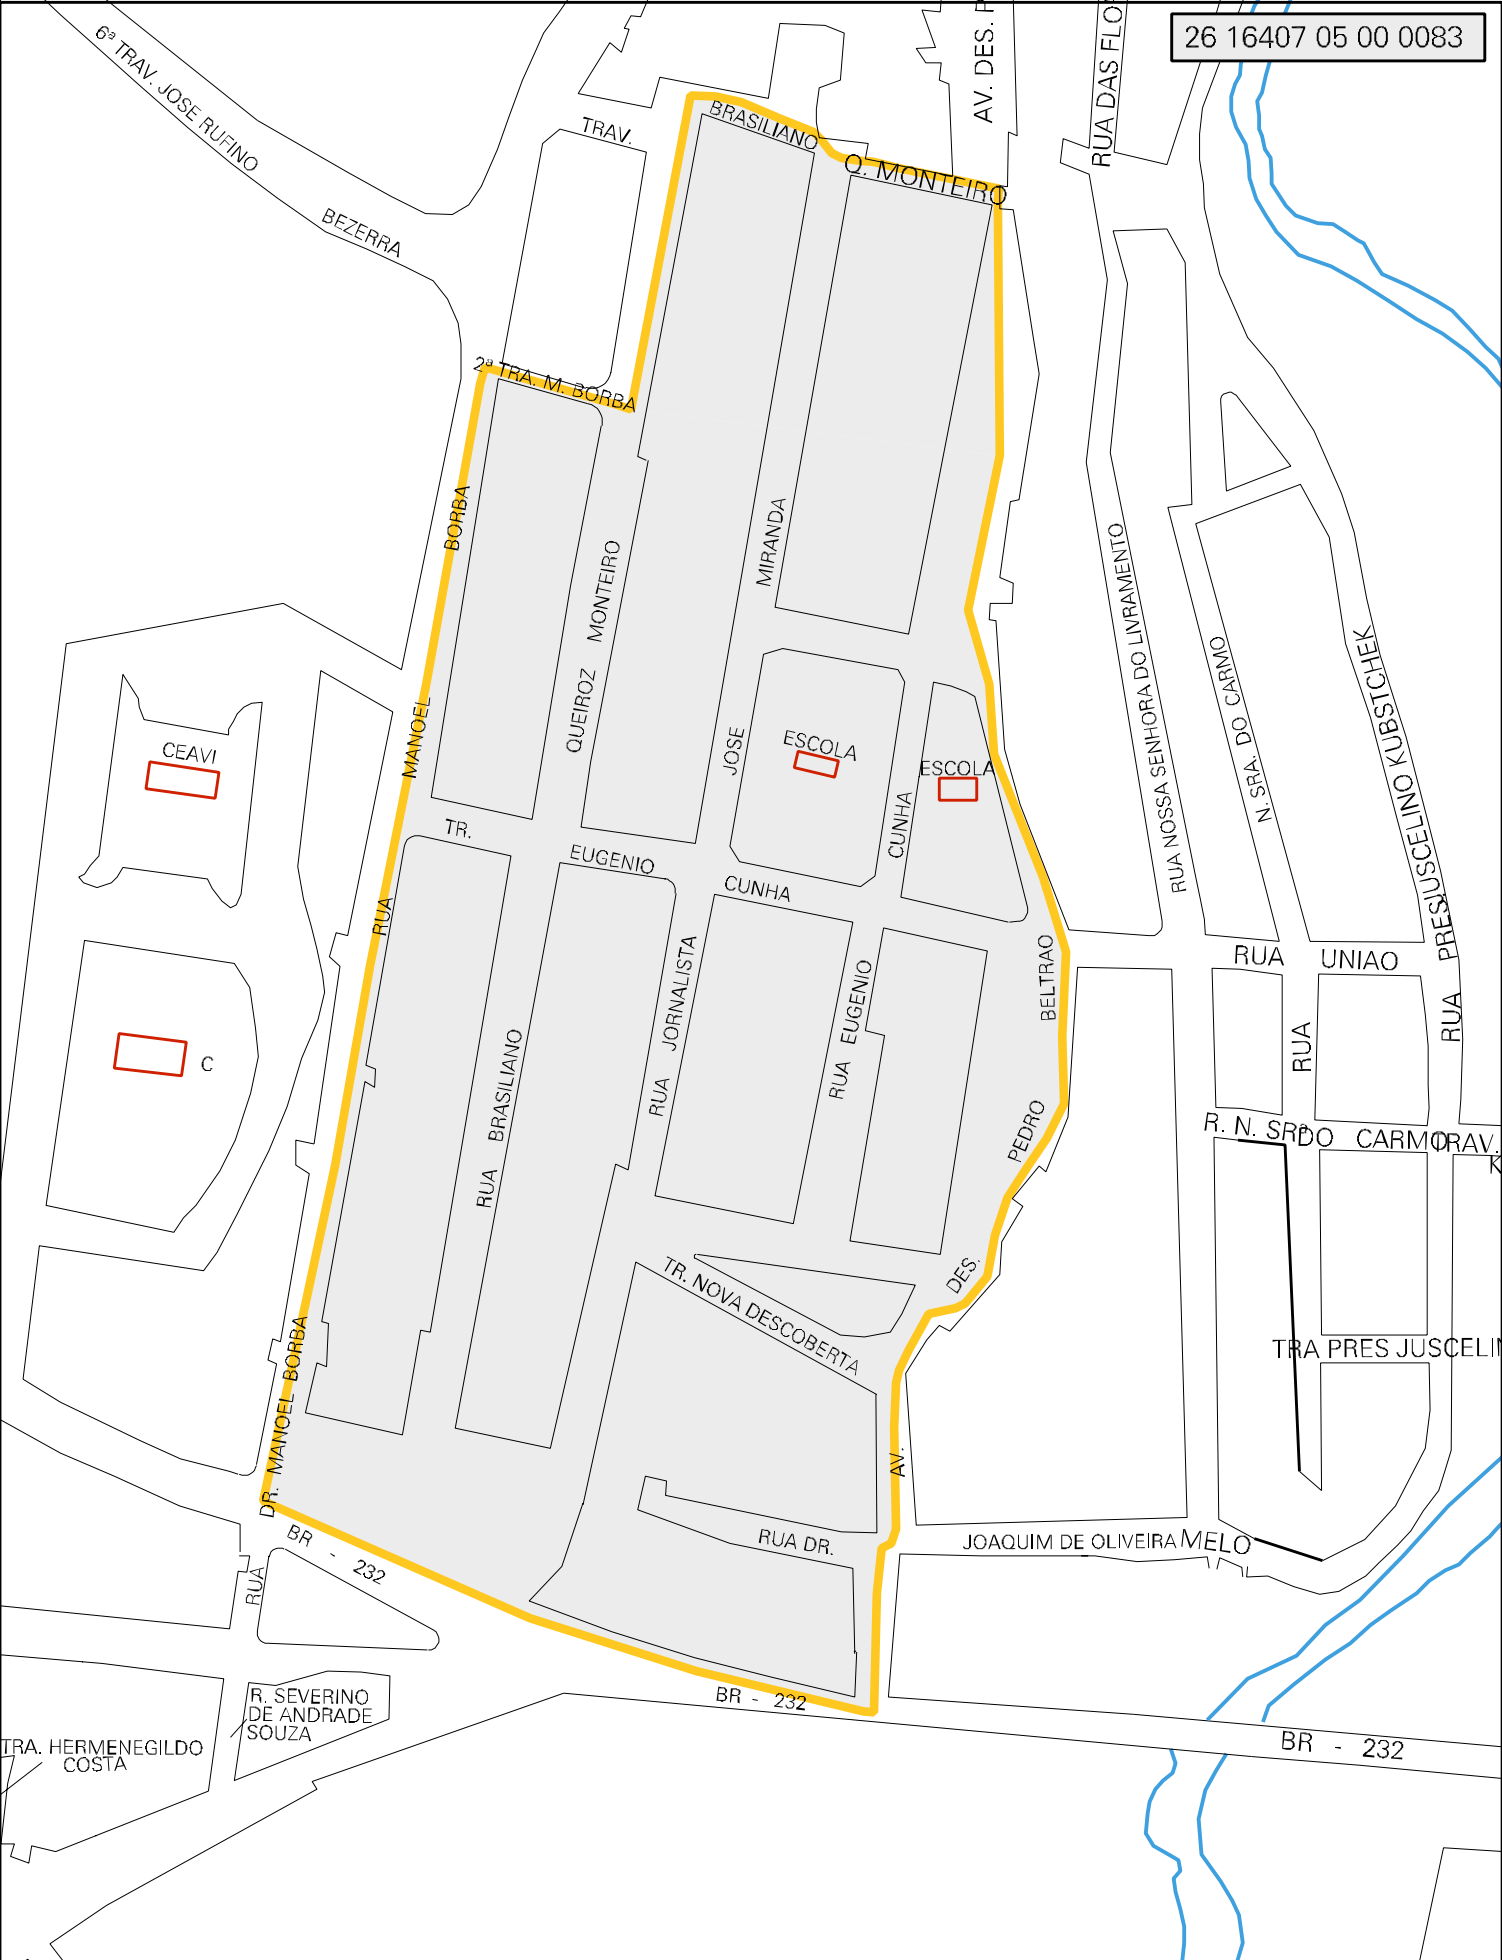 26 16407 05 00 0083
AV. DES. P
RUA DAS FLO
6ª TRAV. JOSE RUFINO
BEZERRA
TRAV.
BRASILIANO
Q. MONTEIRO
2ª TRA. M. BORBA
BORBA
MANOEL
RUA
QUEIROZ MONTEIRO
MIRANDA
JOSE
ESCOLA
ESCOLA
CUNHA
CEAVI
C
TR.
EUGENIO
CUNHA
RUA NOSSA SENHORA DO LIVRAMENTO
N. SRA. DO CARMO
RUA PRES.JUSCELINO KUBSTCHEK
RUA UNIAO
RUA
R. N. SRª DO CARMO
TRAV.
K
TRA PRES JUSCELIN
RUA BRASILIANO
RUA JORNALISTA
RUA EUGENIO
BELTRAO
PEDRO
DES.
AV.
TR. NOVA DESCOBERTA
RUA DR.
JOAQUIM DE OLIVEIRA MELO
DR. MANOEL BORBA
RUA
BR - 232
BR - 232
BR - 232
R. SEVERINO
DE ANDRADE
SOUZA
TRA. HERMENEGILDO
COSTA